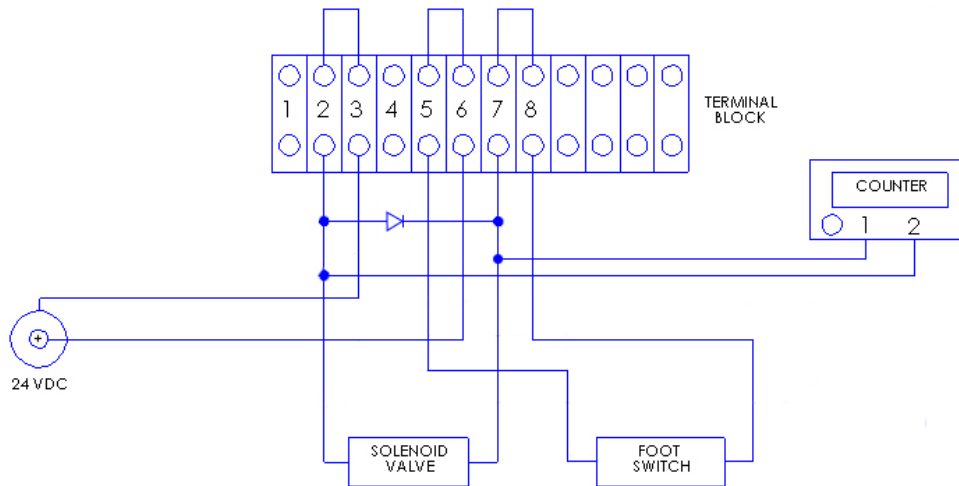 1 2 3 4 5 6 7 8
TERMINAL
BLOCK
COUNTER
1 2
+
24 VDC
SOLENOID
VALVE
FOOT
SWITCH